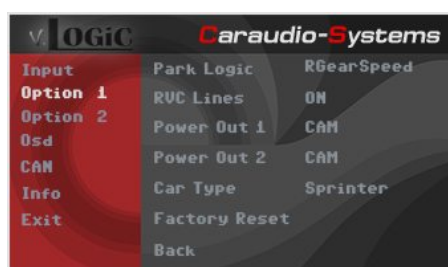 V.LOGiC Caraudio-Systems
Input
Option 1
Option 2
Osd
CAN
Info
Exit
Park Logic RGearSpeed
RVC Lines ON
Power Out 1 CAM
Power Out 2 CAM
Car Type Sprinter
Factory Reset
Back